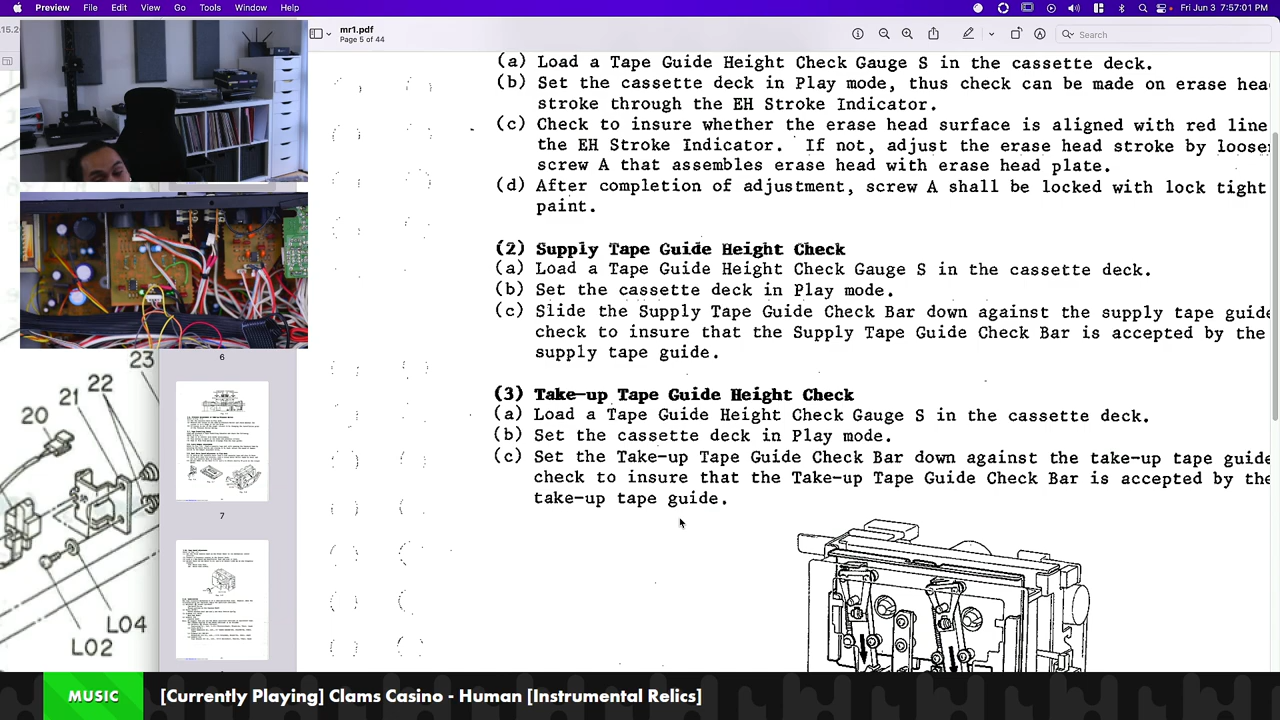 Preview File Edit View Go Tools Window Help
Fri Jun 3 7:57:01 PM
mr1.pdf
Page 5 of 44
Search
(a) Load a Tape Guide Height Check Gauge S in the cassette deck.
(b) Set the cassette deck in Play mode, thus check can be made on erase hea
stroke through the EH Stroke Indicator.
(c) Check to insure whether the erase head surface is aligned with red line
the EH Stroke Indicator. If not, adjust the erase head stroke by loose
screw A that assembles erase head with erase head plate.
(d) After completion of adjustment, screw A shall be locked with lock tight
paint.
(2) Supply Tape Guide Height Check
(a) Load a Tape Guide Height Check Gauge S in the cassette deck.
(b) Set the cassette deck in Play mode.
(c) Slide the Supply Tape Guide Check Bar down against the supply tape guide
check to insure that the Supply Tape Guide Check Bar is accepted by the
supply tape guide.
(3) Take-up Tape Guide Height Check
(a) Load a Tape Guide Height Check Gauge S in the cassette deck.
(b) Set the cassette deck in Play mode.
(c) Set the Take-up Tape Guide Check Bar down against the take-up tape guide
check to insure that the Take-up Tape Guide Check Bar is accepted by the
take-up tape guide.
6
7
23
22
21
20
L04
L02
MUSIC
[Currently Playing] Clams Casino - Human [Instrumental Relics]